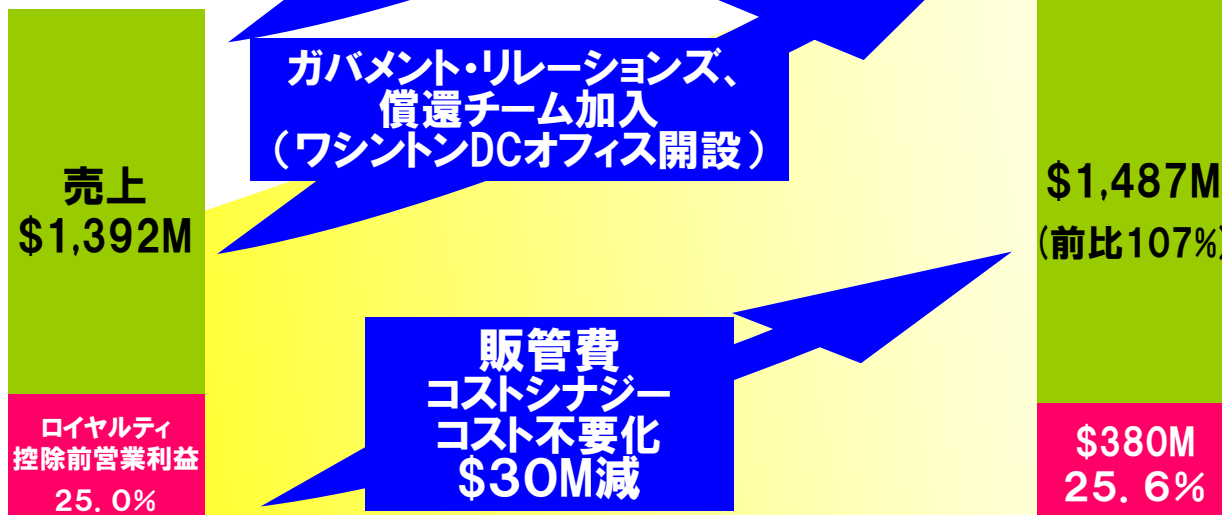 売上
$1,392M
ロイヤルティ
控除前営業利益
25.0%
ガバメント・リレーションズ、
償還チーム加入
(ワシントンDCオフィス開設)
販管費
コストシナジー
コスト不要化
$30M減
$1,487M
(前比107%)
$380M
25.6%